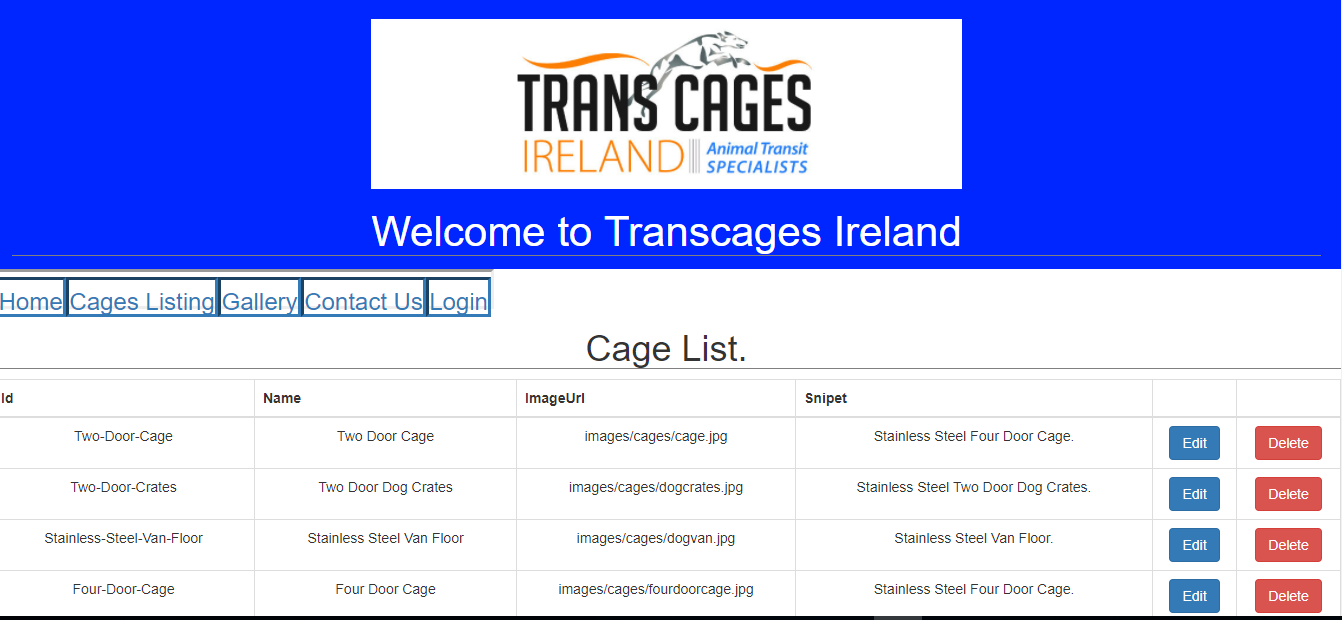 TRANS CAGES
IRELAND Animal Transit
SPECIALISTS
Welcome to Transcages Ireland
Home Cages Listing Gallery Contact Us Login
Cage List.
Id Name ImageUrl Snipet
Two-Door-Cage Two Door Cage images/cages/cage.jpg Stainless Steel Four Door Cage. Edit Delete
Two-Door-Crates Two Door Dog Crates images/cages/dogcrates.jpg Stainless Steel Two Door Dog Crates. Edit Delete
Stainless-Steel-Van-Floor Stainless Steel Van Floor images/cages/dogvan.jpg Stainless Steel Van Floor. Edit Delete
Four-Door-Cage Four Door Cage images/cages/fourdoorcage.jpg Stainless Steel Four Door Cage. Edit Delete